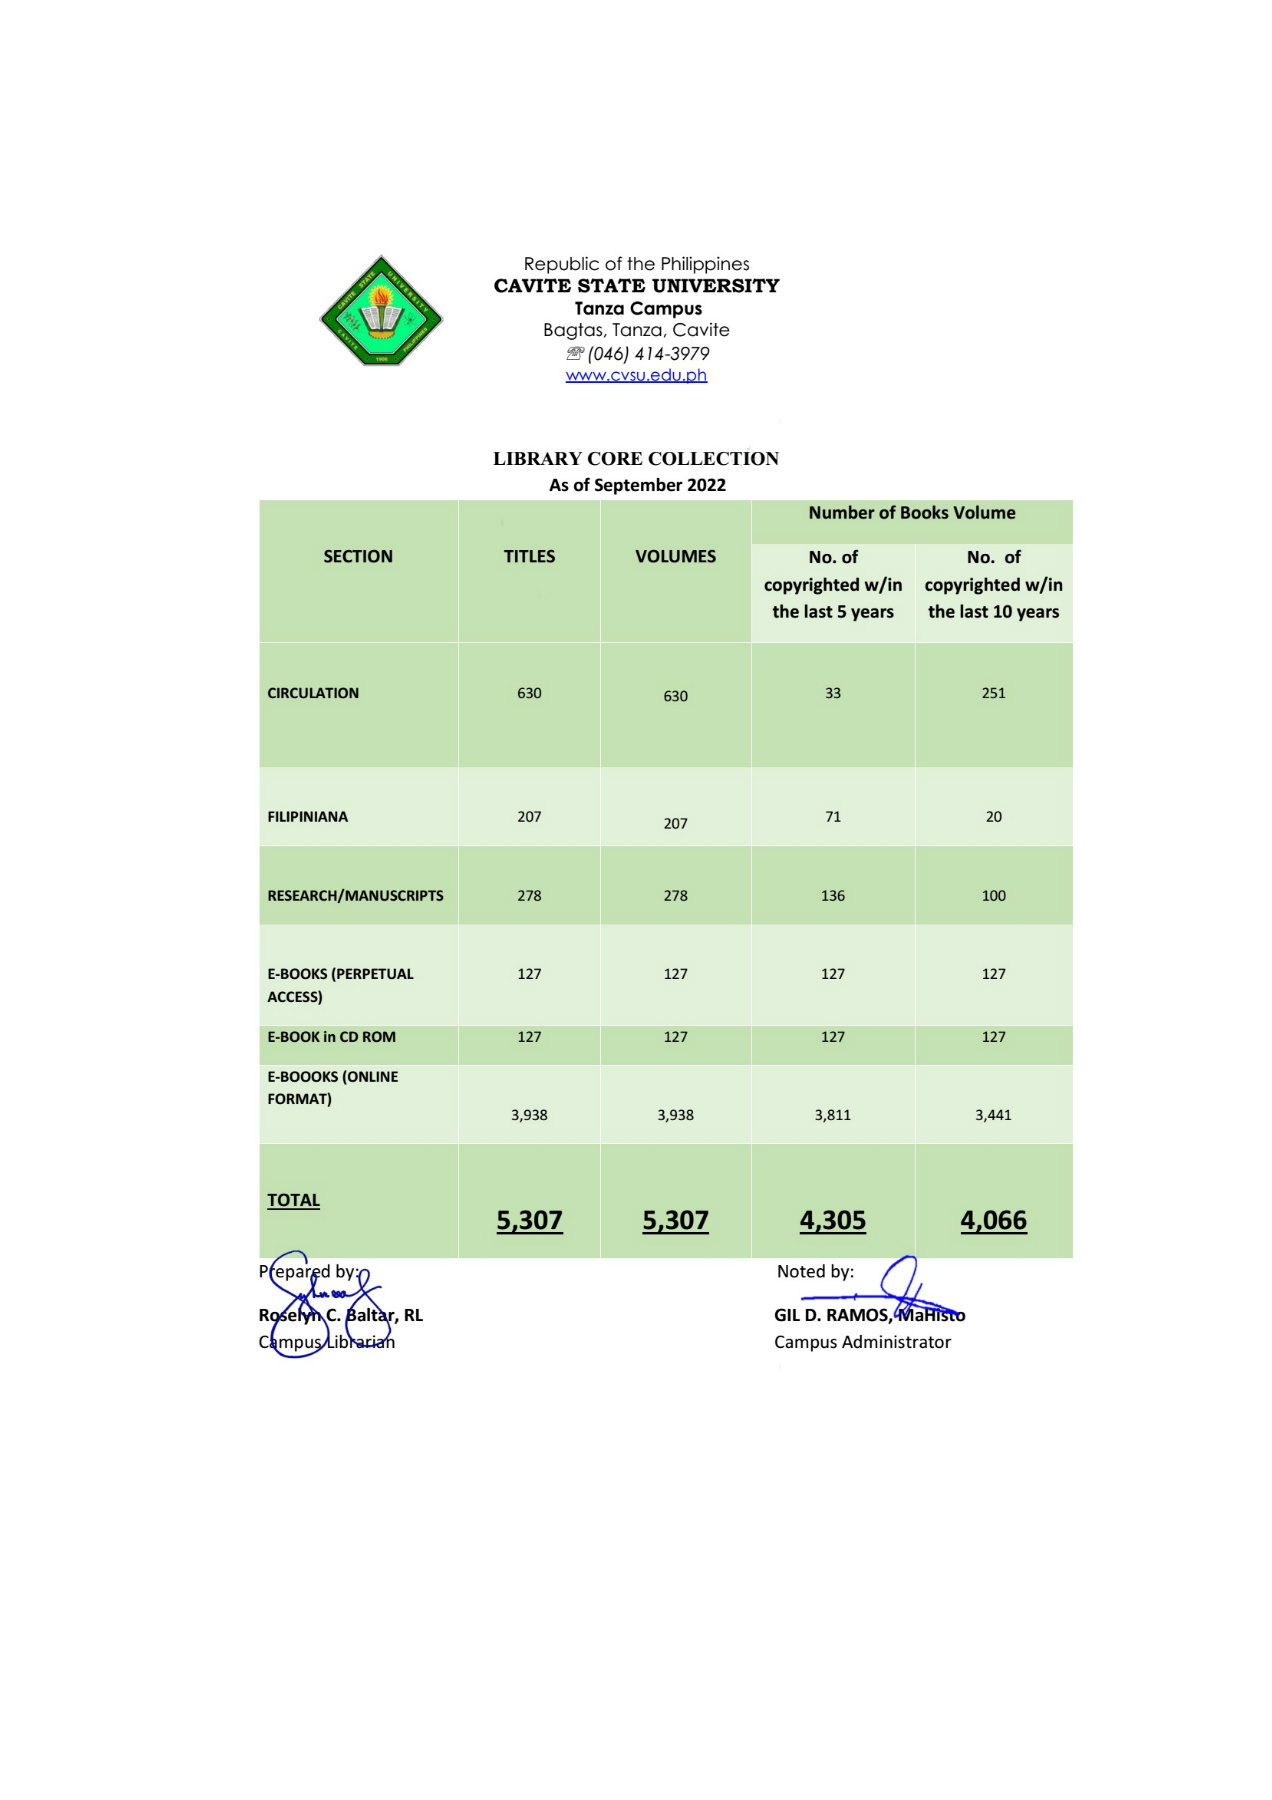 Republic of the Philippines
CAVITE STATE UNIVERSITY
Tanza Campus
Bagtas, Tanza, Cavite
☏ (046) 414-3979
www.cvsu.edu.ph
CAVITE STATE UNIVERSITY
CAVITE PHILIPPINES
1906
LIBRARY CORE COLLECTION
As of September 2022
SECTION TITLES VOLUMES Number of Books Volume
No. of copyrighted w/in the last 5 years
No. of copyrighted w/in the last 10 years
CIRCULATION 630 630 33 251
FILIPINIANA 207 207 71 20
RESEARCH/MANUSCRIPTS 278 278 136 100
E-BOOKS (PERPETUAL
ACCESS) 127 127 127 127
E-BOOK in CD ROM 127 127 127 127
E-BOOOKS (ONLINE
FORMAT) 3,938 3,938 3,811 3,441
TOTAL 5,307 5,307 4,305 4,066
Prepared by: Noted by:
Roselyn C. Baltar, RL GIL D. RAMOS, MaHisto
Campus Librarian Campus Administrator